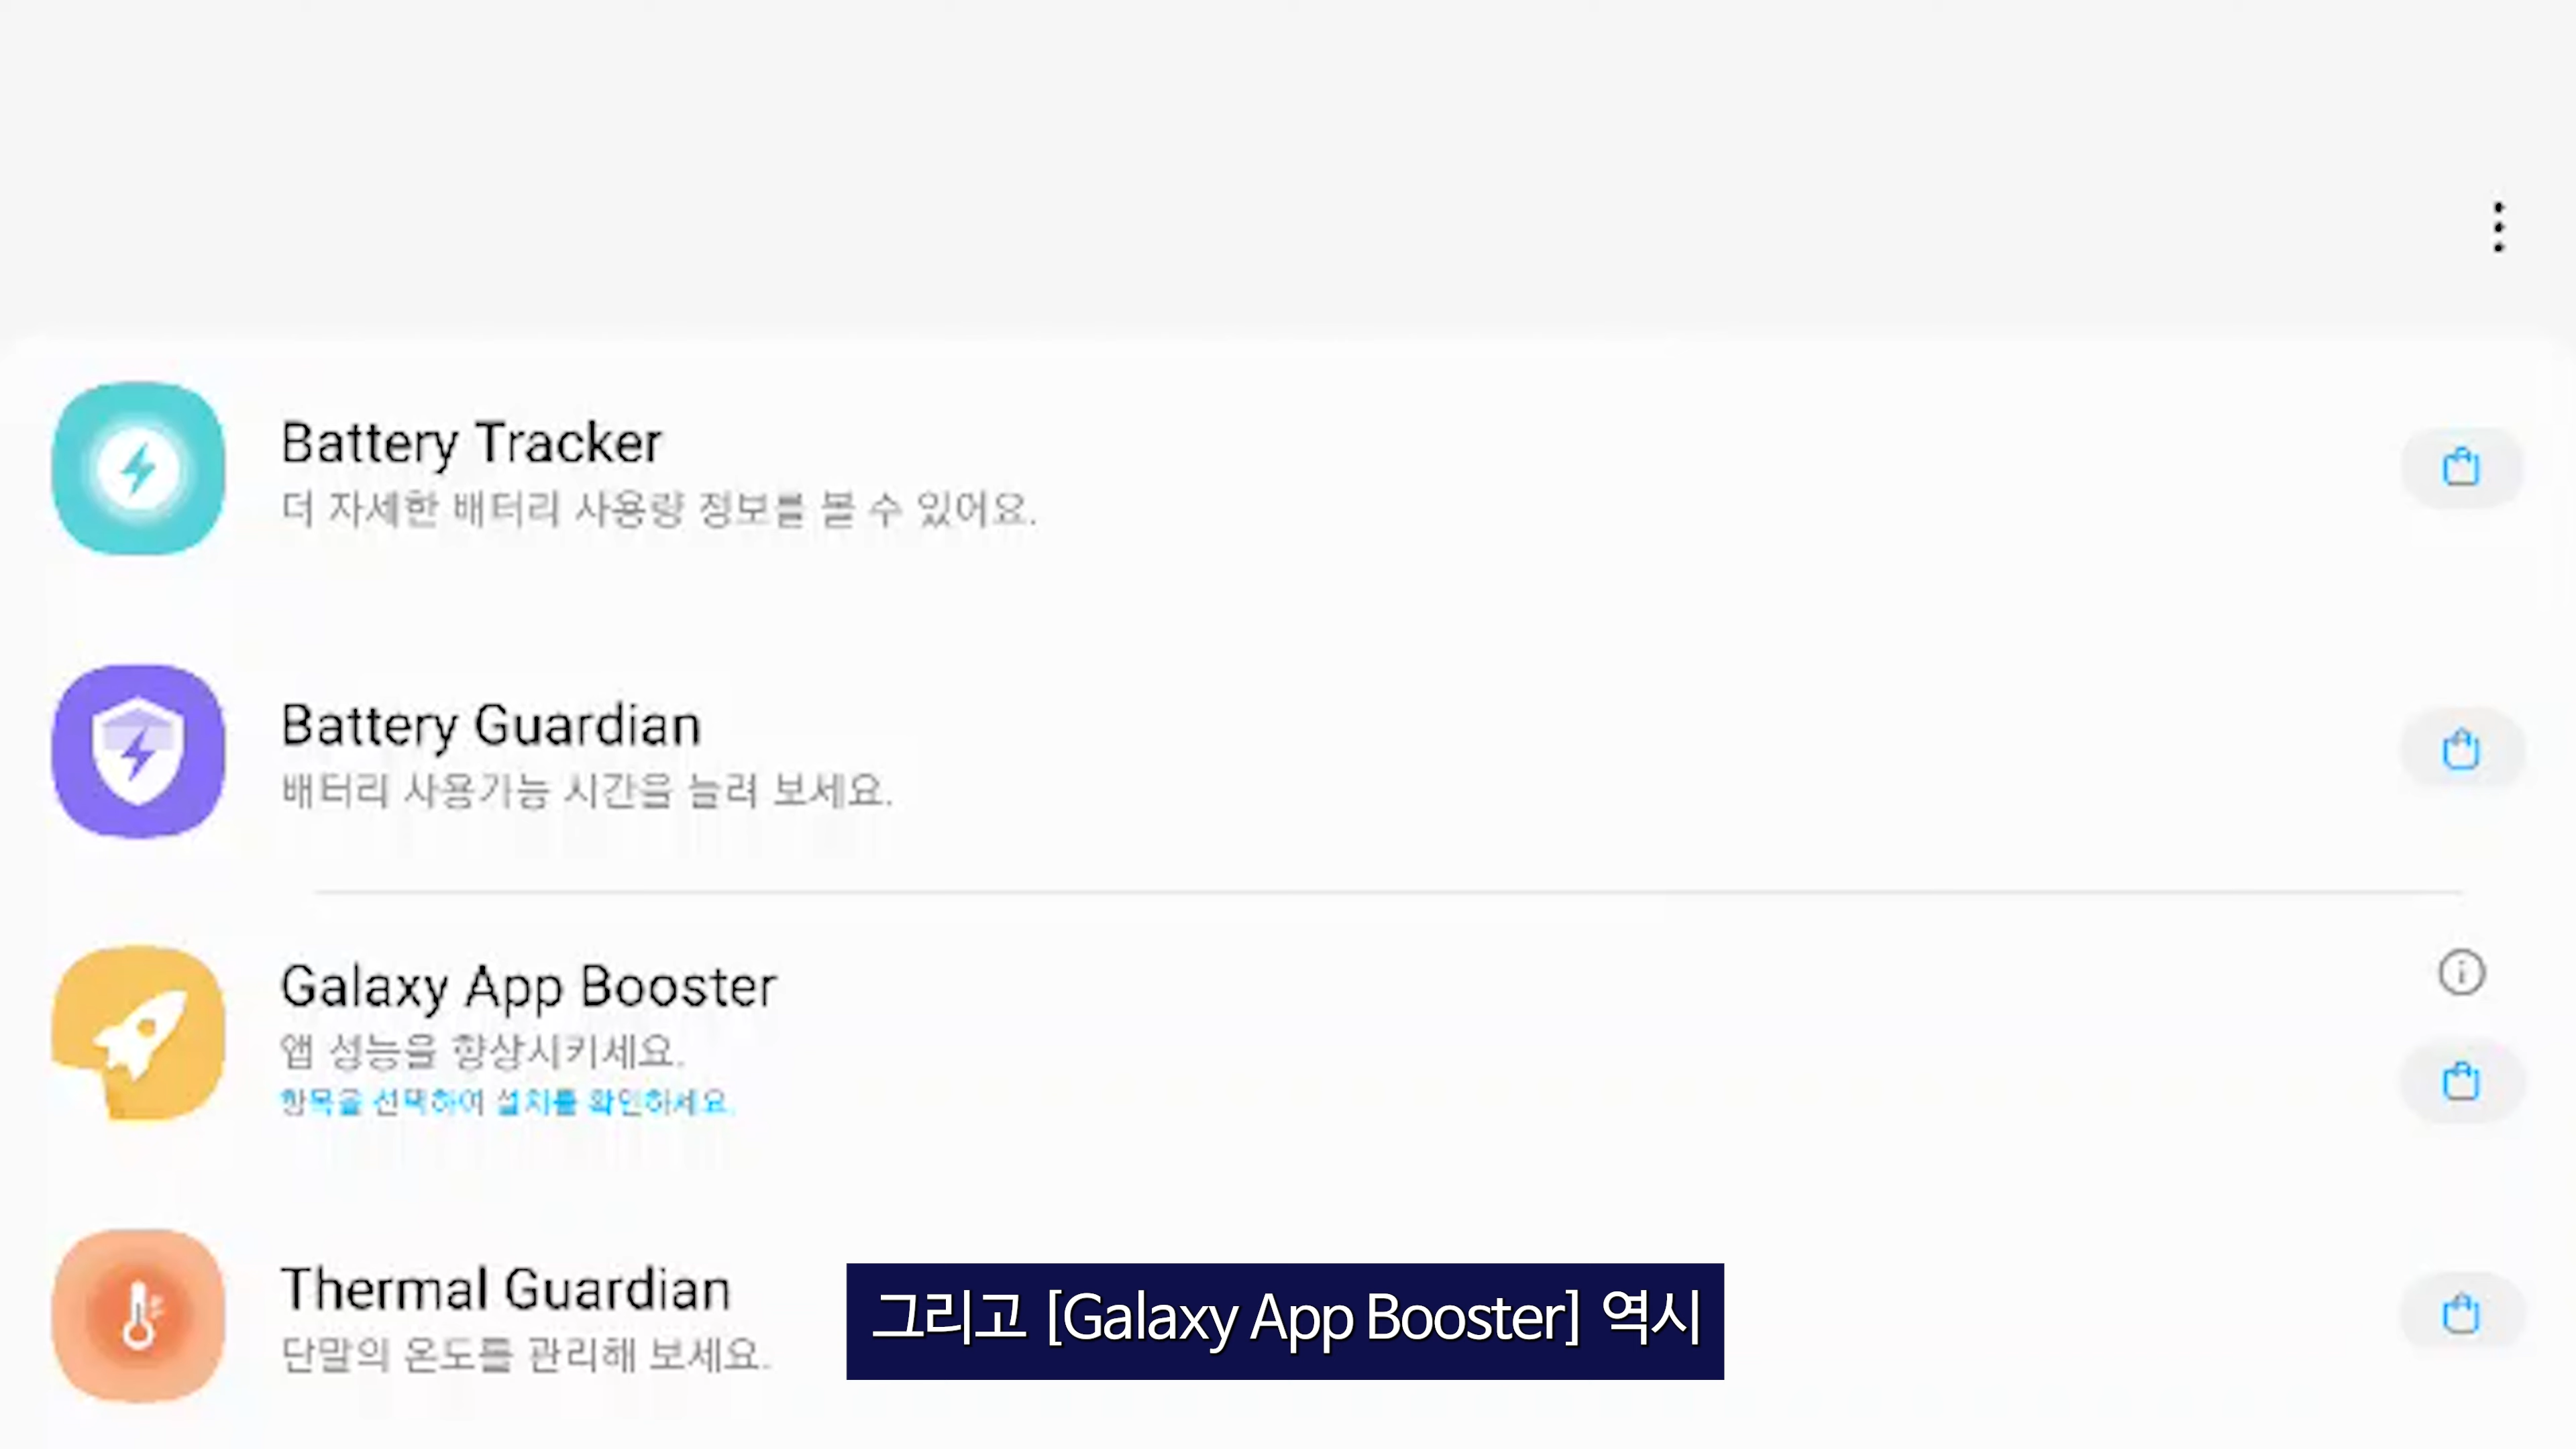 Battery Tracker
더 자세한 배터리 사용량 정보를 볼 수 있어요.
Battery Guardian
배터리 사용가능 시간을 늘려 보세요.
Galaxy App Booster
앱 성능을 향상시키세요.
항목을 선택하여 설치를 확인하세요.
Thermal Guardian
단말의 온도를 관리해 보세요.
그리고 [Galaxy App Booster] 역시